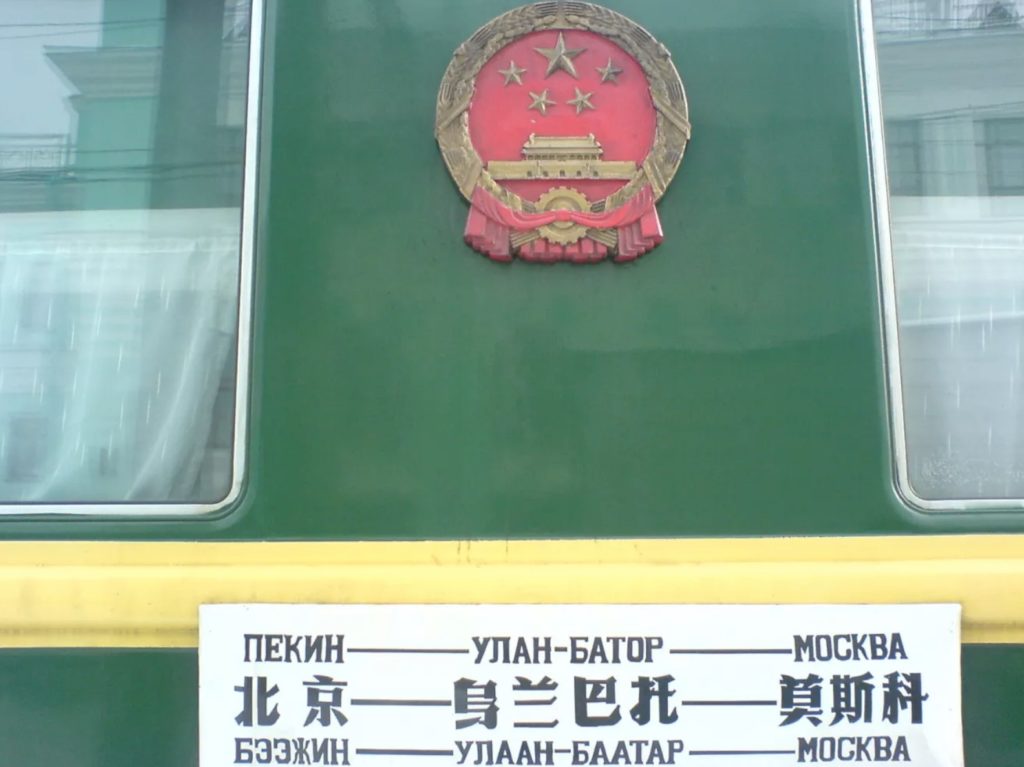 ПЕКИН — УЛАН-БАТОР — МОСКВА
北京 — 乌兰巴托 — 莫斯科
БЭЭЖИН — УЛААН-БААТАР — МОСКВА